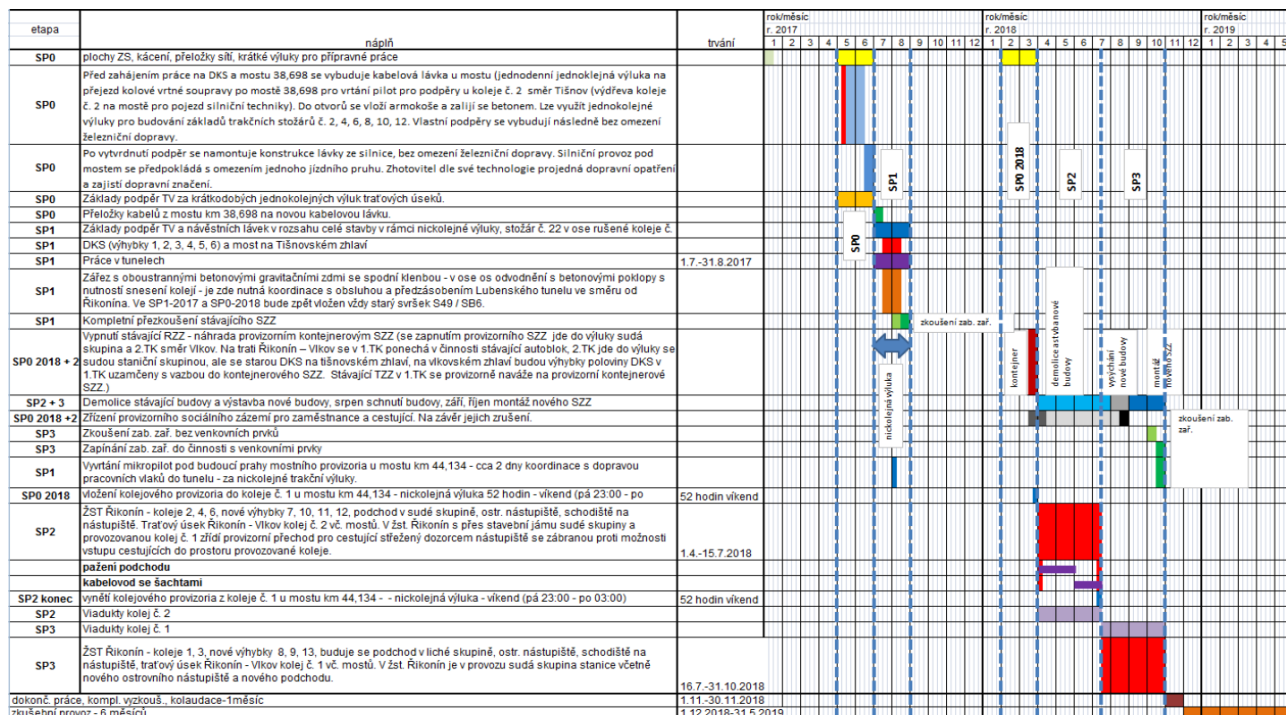 rok/měsíc rok/měsíc rok/měsíc
etapa r. 2017 r. 2018 r. 2019
náplň trvání 1 2 3 4 5 6 7 8 9 10 11 12 1 2 3 4 5 6 7 8 9 10 11 12 1 2 3 4 5
SP0 plochy ZS, kácení, přeložky sítí, krátké výluky pro přípravné práce
Před zahájením práce na DKS a mostu 38,698 se vybuduje kabelová lávka u mostu (jednodenní jednoklejná výluka na
přejezd kolové vrtné soupravy po mostě 38,698 pro vrtání pilot pro podpěry u koleje č. 2 směr Tišnov (výdřeva koleje
SP0 č. 2 na mostě pro pojezd silniční techniky). Do otvorů se vloží armokoše a zalijí se betonem. Lze využít jednokolejné
výluky pro budování základů trakčních stožárů č. 2, 4, 6, 8, 10, 12. Vlastní podpěry se vybudují následně bez omezení
železniční dopravy.
Po vytvrdnutí podpěr se namontuje konstrukce lávky ze silnice, bez omezení železniční dopravy. Silniční provoz pod
SP0 mostem se předpokládá s omezením jednoho jízdního pruhu. Zhotovitel dle své technologie projedná dopravní opatření
a zajistí dopravní značení.
SP0 Základy podpěr TV za krátkodobých jednokolejných výluk traťových úseků.
SP0 Přeložky kabelů z mostu km 38,698 na novou kabelovou lávku.
SP1 Základy podpěr TV a návěstních lávek v rozsahu celé stavby v rámci nickolejné výluky, stožár č. 22 v ose rušené koleje č.
SP1 DKS (výhybky 1, 2, 3, 4, 5, 6) a most na Tišnovském zhlaví
SP1 Práce v tunelech 1.7.-31.8.2017
SP0
SP1
SP0 2018
SP2
SP3
Zářez s oboustrannými betonovými gravitačními zdmi se spodní klenbou - v ose os odvodnění s betonovými poklopy s
SP1 nutností snesení kolejí - je zde nutná koordinace s obsluhou a předzásobením Lubenského tunelu ve směru od
Řikonína. Ve SP1-2017 a SP0-2018 bude zpět vložen vždy starý svršek S49 / SB6.
SP1 Kompletní přezkoušení stávajícího SZZ
zkoušení zab. zař.
Vypnutí stávající RZZ - náhrada provizorním kontejnerovým SZZ (se zapnutím provizorního SZZ jde do výluky sudá
skupina a 2.TK směr Vlkov. Na trati Řikonín – Vlkov se v 1.TK ponechá v činnosti stávající autoblok, 2.TK jde do výluky se
SP0 2018 + 2 sudou staniční skupinou, ale se starou DKS na tišnovském zhlaví, na vlkovském zhlaví budou výhybky poloviny DKS v
1.TK uzamčeny s vazbou do kontejnerového SZZ. Stávající TZZ v 1.TK se provizorně naváže na provizorní kontejnerové
SZZ.)
nickolejná výluka
kontejner
demolice a stvba nové
budovy
vysýchání
nové budovy
montáž
nového SZZ
SP2 + 3 Demolice stávající budovy a výstavba nové budovy, srpen schnutí budovy, září, říjen montáž nového SZZ
SP0 2018 +2 Zřízení provizorního sociálního zázemí pro zaměstnance a cestující. Na závěr jejich zrušení.
zkoušení zab.
zař.
SP3 Zkoušení zab. zař. bez venkovních prvků
SP3 Zapínání zab. zař. do činnosti s venkovními prvky
SP1 Vyvrtání mikropilot pod budoucí prahy mostního provizoria u mostu km 44,134 - cca 2 dny koordinace s dopravou
pracovních vlaků do tunelu - za nickolejné trakční výluky.
SP0 2018 vložení kolejového provizoria do koleje č. 1 u mostu km 44,134 - nickolejná výluka 52 hodin - víkend (pá 23:00 - po 52 hodin víkend
ŽST Řikonín - koleje 2, 4, 6, nové výhybky 7, 10, 11, 12, podchod v sudé skupině, ostr. nástupiště, schodiště na
nástupiště. Traťový úsek Řikonín - Vlkov kolej č. 2 vč. mostů. V žst. Řikonín s přes stavební jámu sudé skupiny a
SP2 provozovanou kolej č. 1 zřídí provizorní přechod pro cestující střežený dozorcem nástupiště se zábranou proti možnosti
vstupu cestujících do prostoru provozované koleje. 1.4.-15.7.2018
pažení podchodu
kabelovod se šachtami
SP2 konec vynětí kolejového provizoria z koleje č. 1 u mostu km 44,134 - - nickolejná výluka - víkend (pá 23:00 - po 03:00) 52 hodin víkend
SP2 Viadukty kolej č. 2
SP3 Viadukty kolej č. 1
ŽST Řikonín - koleje 1, 3, nové výhybky 8, 9, 13, buduje se podchod v liché skupině, ostr. nástupiště, schodiště na
SP3 nástupiště, traťový úsek Řikonín - Vlkov kolej č. 1 vč. mostů. V žst. Řikonín je v provozu sudá skupina stanice včetně
nového ostrovního nástupiště a nového podchodu. 16.7.-31.10.2018
dokonč. práce, kompl. vyzkouš., kolaudace-1měsíc 1.11.-30.11.2018
zkušební provoz - 6 měsíců 1.12.2018-31.5.2019